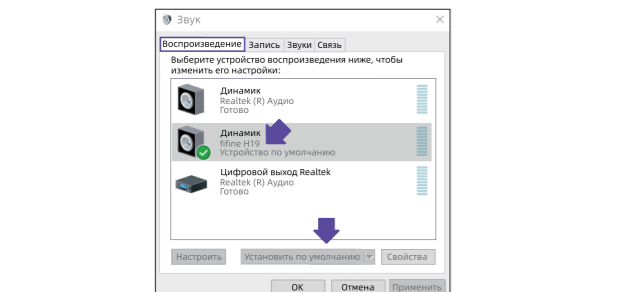 Звук
Воспроизведение Запись Звуки Связь
Выберите устройство воспроизведения ниже, чтобы
изменить его настройки:
Динамик
Realtek (R) Аудио
Готово
Динамик
fifine H19
Устройство по умолчанию
Цифровой выход Realtek
Realtek (R) Аудио
Готово
Настроить Установить по умолчанию Свойства
ОК Отмена Применить